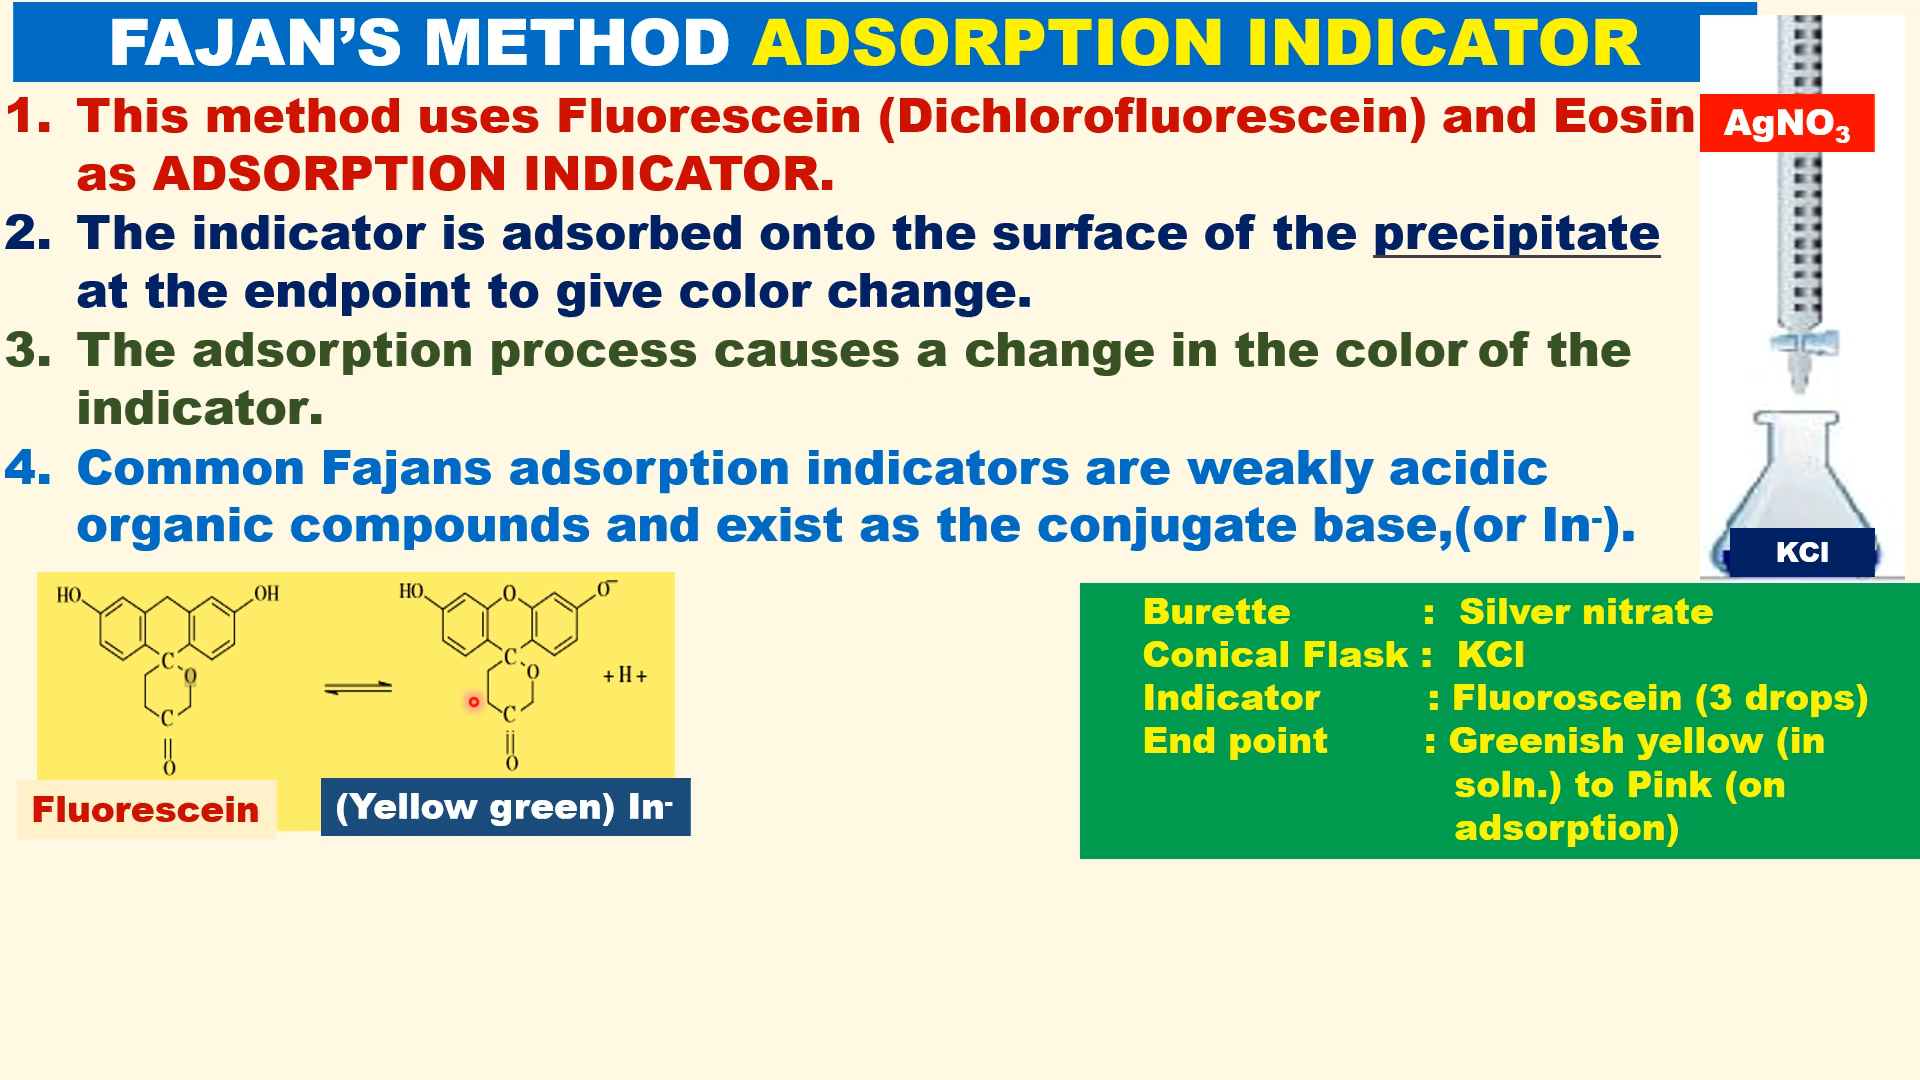 FAJAN’S METHOD ADSORPTION INDICATOR
1. This method uses Fluorescein (Dichlorofluorescein) and Eosin
as ADSORPTION INDICATOR.
2. The indicator is adsorbed onto the surface of the precipitate
at the endpoint to give color change.
3. The adsorption process causes a change in the color of the
indicator.
4. Common Fajans adsorption indicators are weakly acidic
organic compounds and exist as the conjugate base,(or In⁻).
AgNO₃
KCl
HO OH
C O
C
O
HO O O⁻
C O
C
O
+H+
Fluorescein
(Yellow green) In⁻
Burette : Silver nitrate
Conical Flask : KCl
Indicator : Fluoroscein (3 drops)
End point : Greenish yellow (in
soln.) to Pink (on
adsorption)